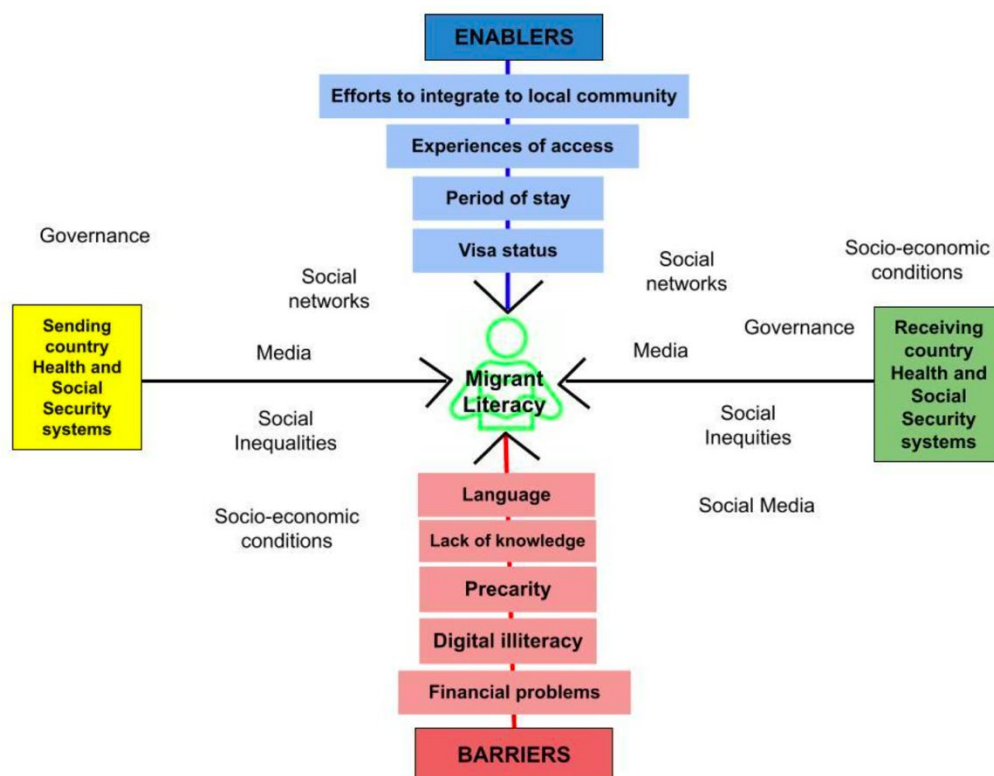 ENABLERS
Efforts to integrate to local community
Experiences of access
Period of stay
Visa status
Governance
Social
networks
Social
networks
Socio-economic
conditions
Sending
country
Health and
Social
Security
systems
Media
Social
Inequalities
Socio-economic
conditions
Migrant
Literacy
Governance
Media
Social
Inequities
Social Media
Receiving
country
Health and
Social
Security
systems
Language
Lack of knowledge
Precarity
Digital illiteracy
Financial problems
BARRIERS